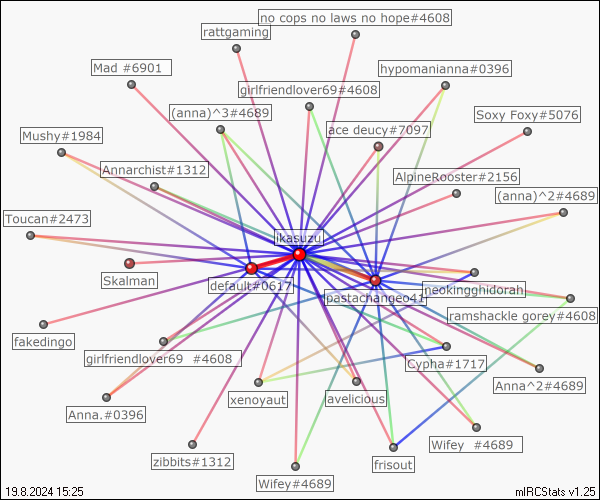 no cops no laws no hope#4608
rattgaming
Mad #6901
hypomanianna#0396
girlfriendlover69#4608
(anna)^3#4689
Soxy Foxy#5076
ace deucy#7097
Mushy#1984
Annarchist#1312
AlpineRooster#2156
(anna)^2#4689
Toucan#2473
ikasuzu
Skalman
default#0617
neokingghidorah
pastachangeo41
ramshackle gorey#4608
fakedingo
girlfriendlover69 #4608
Cypha#1717
Anna^2#4689
xenoyaut
avelicious
Anna.#0396
Wifey #4689
zibbits#1312
frisout
Wifey#4689
19.8.2024 15:25
mIRCStats v1.25